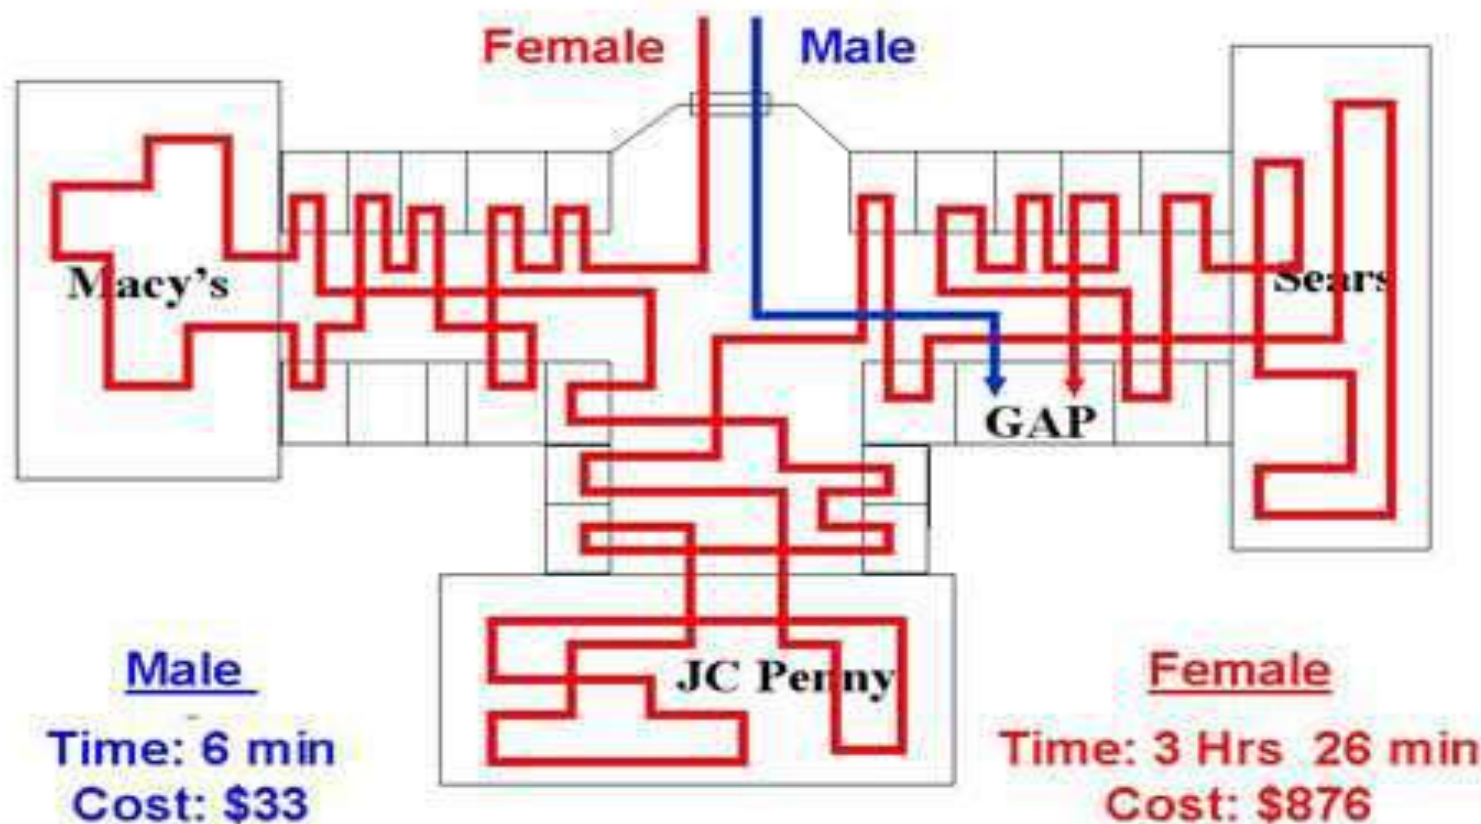 Female
Male
Macy's
Sears
GAP
JC Penny
Male
Time: 6 min
Cost: $33
Female
Time: 3 Hrs 26 min
Cost: $876